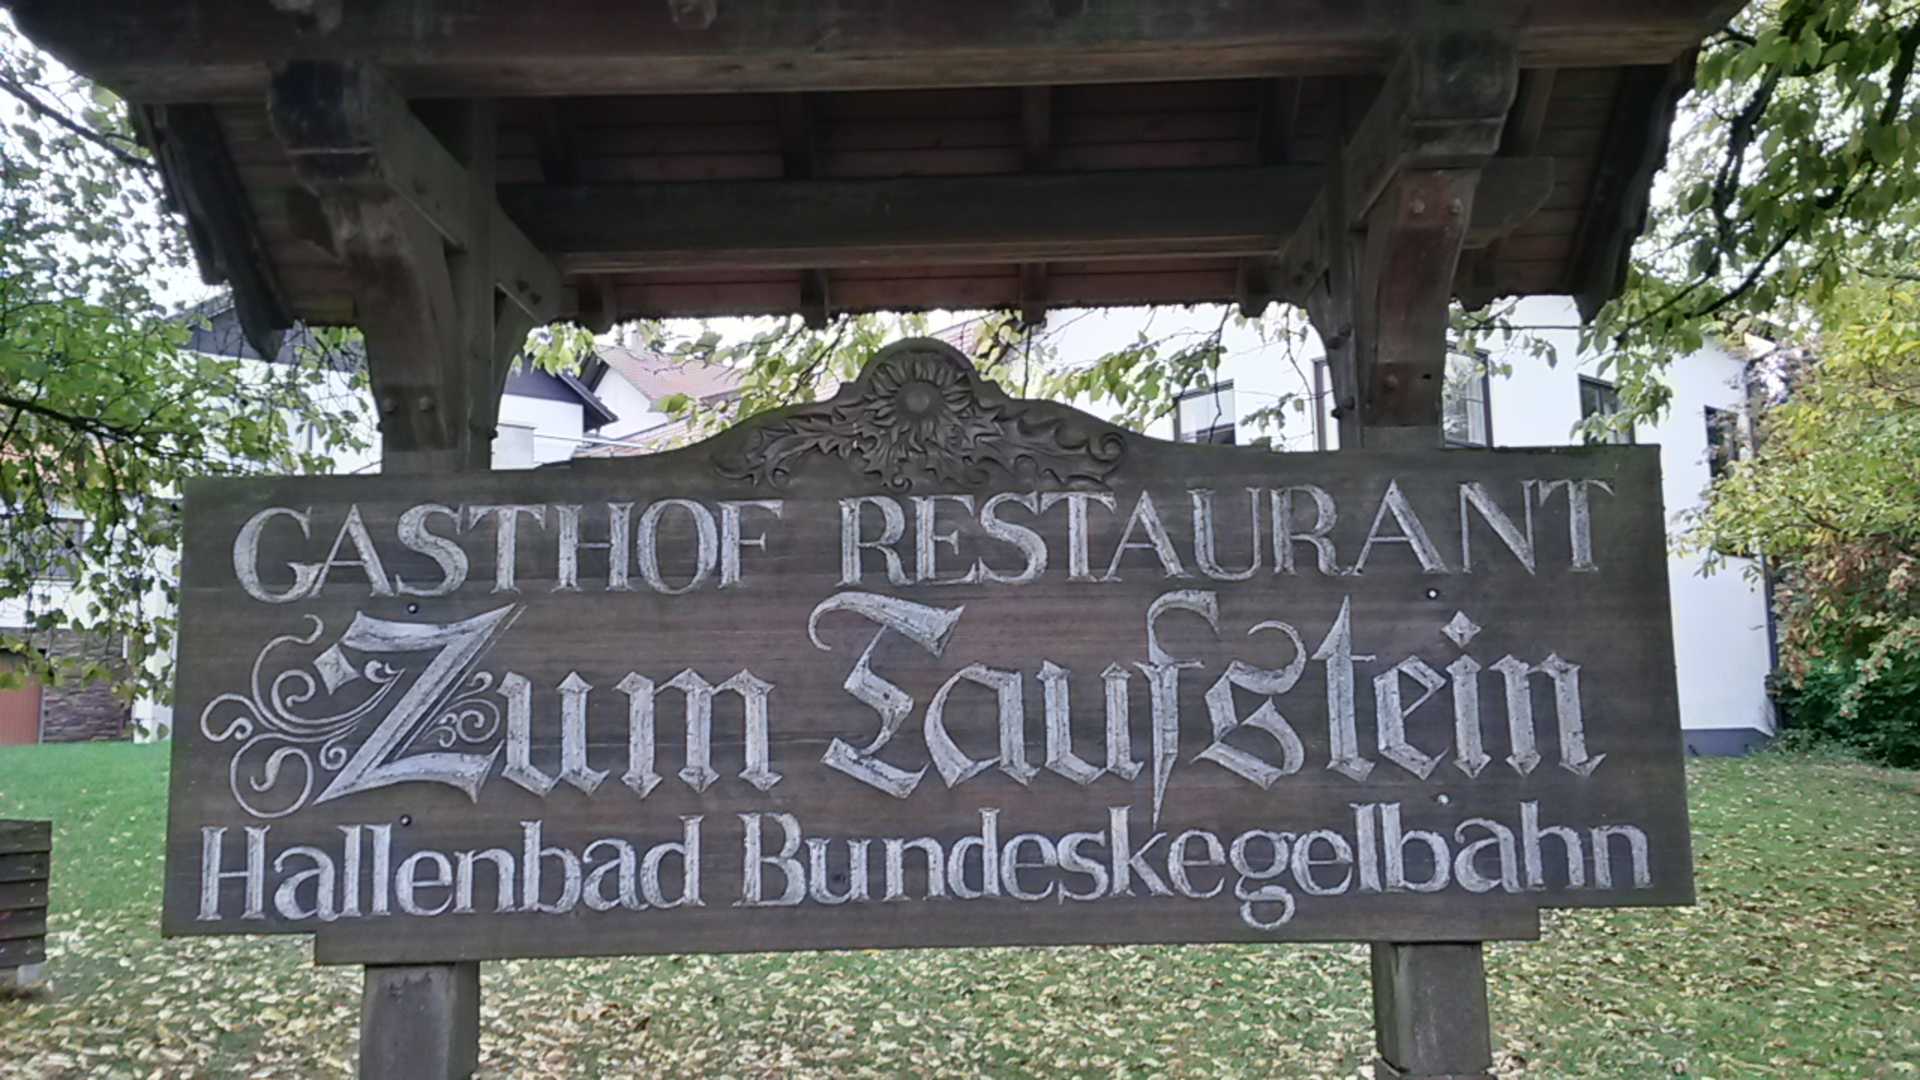 GASTHOF RESTAURANT
Zum Taufstein
Hallenbad Bundeskegelbahn